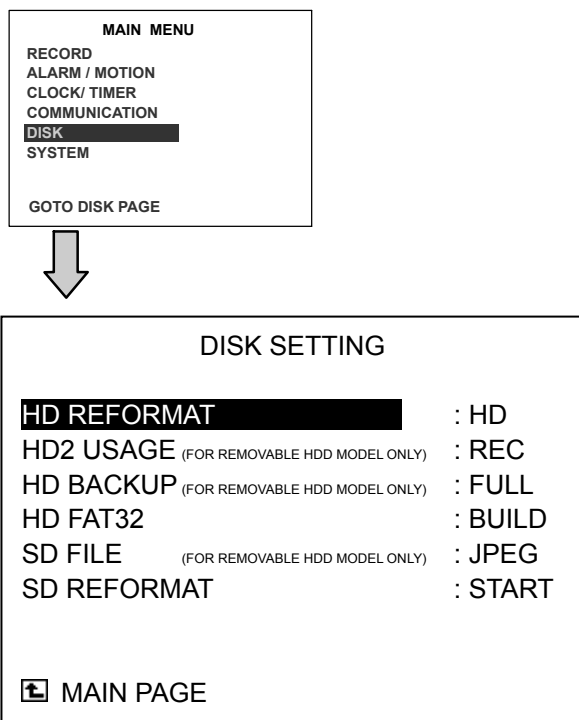 MAIN MENU
RECORD
ALARM / MOTION
CLOCK/ TIMER
COMMUNICATION
DISK
SYSTEM
GOTO DISK PAGE
DISK SETTING
HD REFORMAT : HD
HD2 USAGE (FOR REMOVABLE HDD MODEL ONLY) : REC
HD BACKUP (FOR REMOVABLE HDD MODEL ONLY) : FULL
HD FAT32 : BUILD
SD FILE (FOR REMOVABLE HDD MODEL ONLY) : JPEG
SD REFORMAT : START
MAIN PAGE